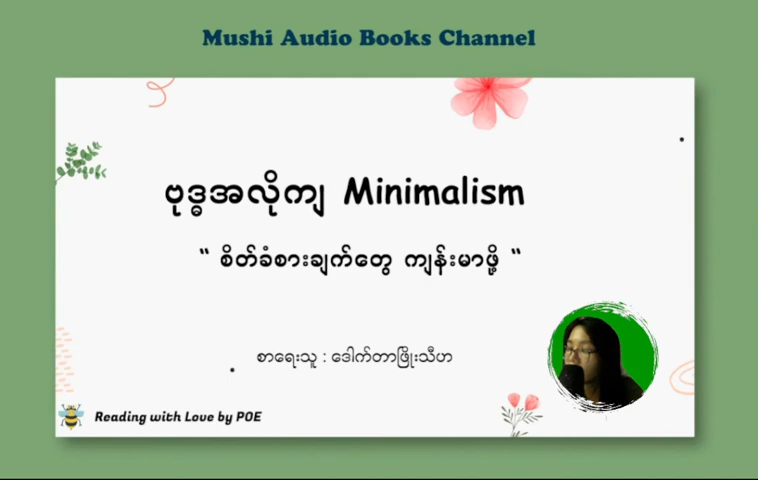 Mushi Audio Books Channel
ဗုဒ္ဓအလိုကျ Minimalism
“ စိတ်ခံစားချက်တွေ ကျန်းမာဖို့ “
စာရေးသူ : ဒေါက်တာဖြိုးသီဟ
Reading with Love by POE